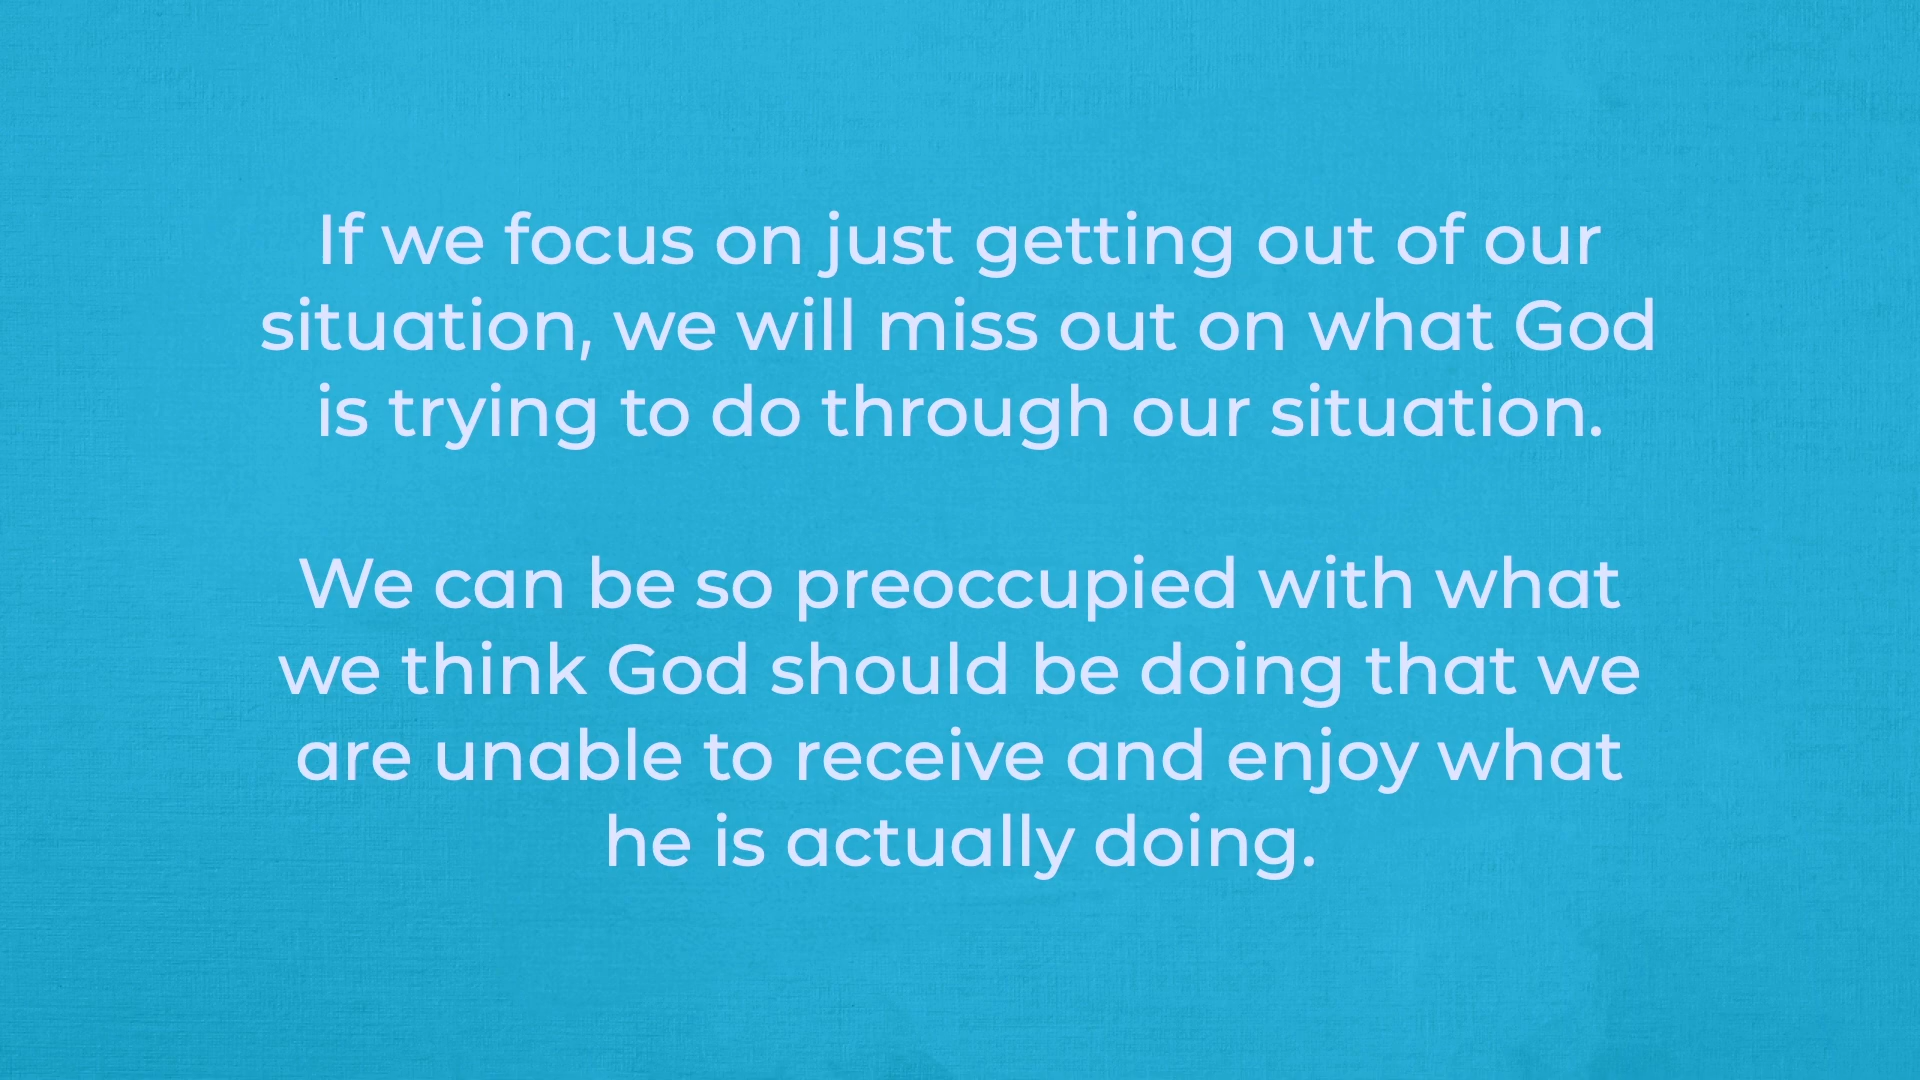 If we focus on just getting out of our
situation, we will miss out on what God
is trying to do through our situation.
We can be so preoccupied with what
we think God should be doing that we
are unable to receive and enjoy what
he is actually doing.